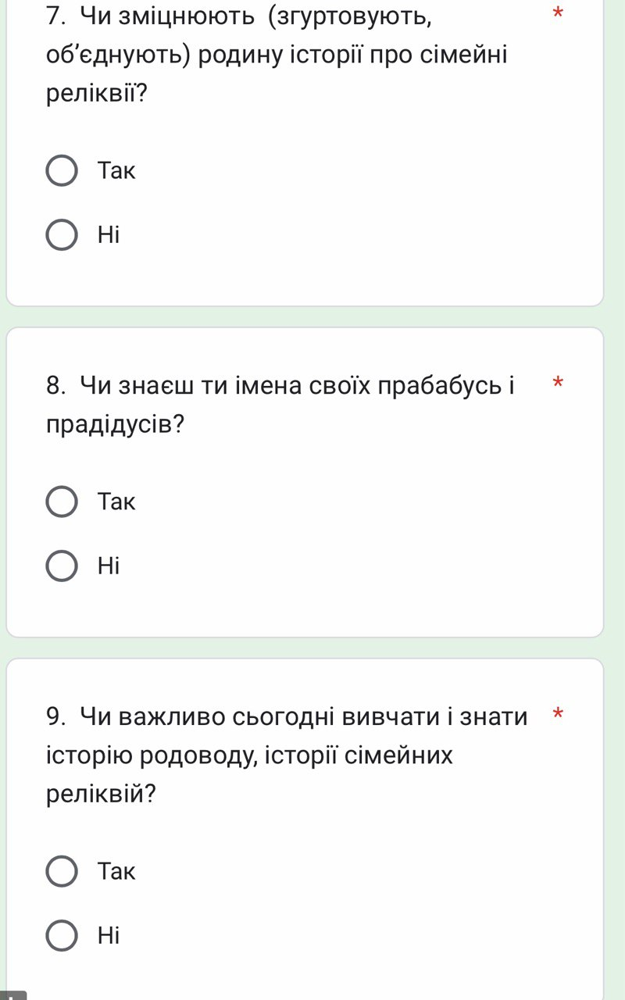 7.  Чи зміцнюють  (згуртовують, *
об’єднують) родину історії про сімейні
реліквії?
Так
Ні
8.  Чи знаєш ти імена своїх прабабусь і *
прадідусів?
Так
Ні
9.  Чи важливо сьогодні вивчати і знати *
історію родоводу, історії сімейних
реліквій?
Так
Ні